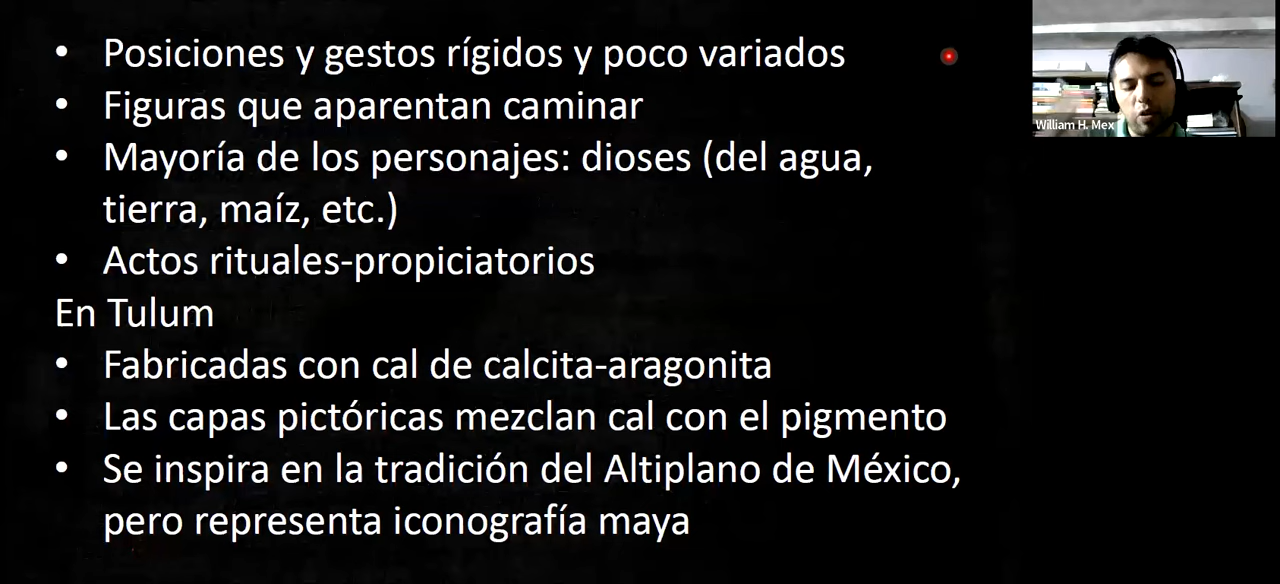 • Posiciones y gestos rígidos y poco variados
• Figuras que aparentan caminar
• Mayoría de los personajes: dioses (del agua,
tierra, maíz, etc.)
• Actos rituales-propiciatorios
En Tulum
• Fabricadas con cal de calcita-aragonita
• Las capas pictóricas mezclan cal con el pigmento
• Se inspira en la tradición del Altiplano de México,
pero representa iconografía maya
William H. Mex